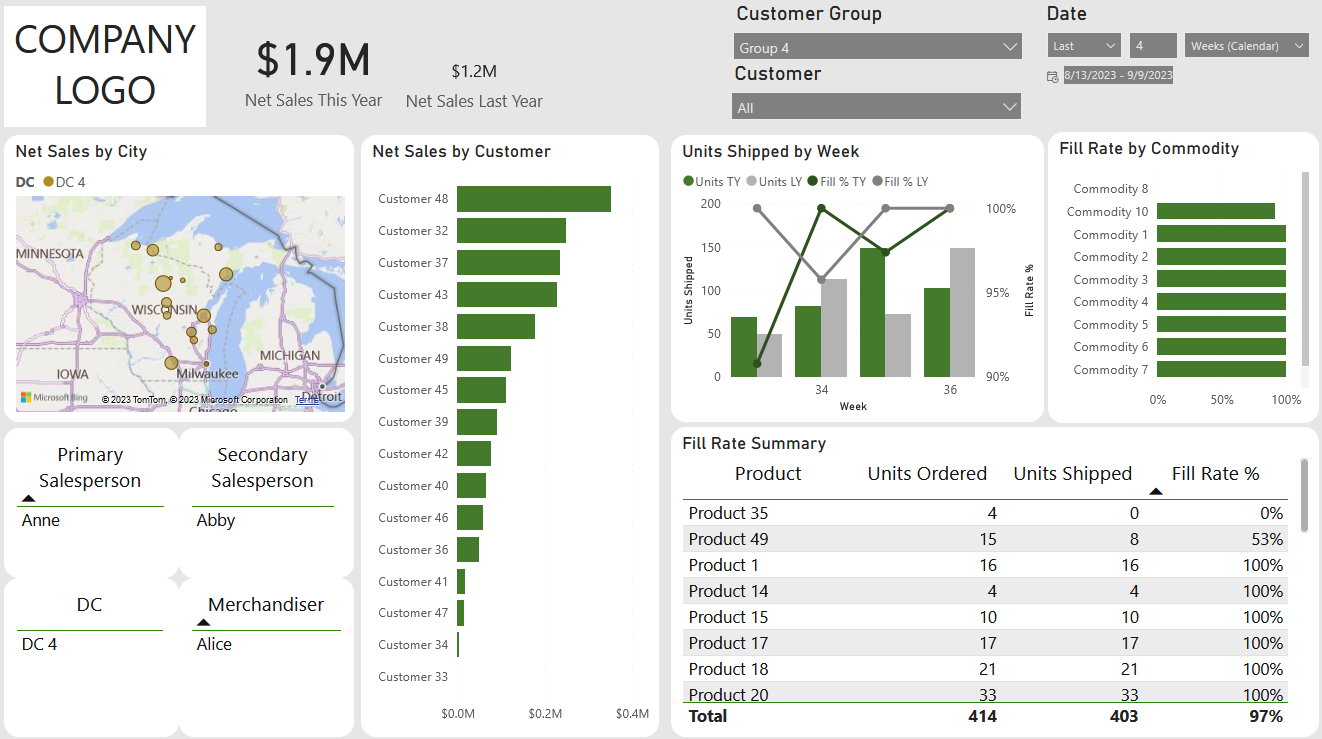 COMPANY
LOGO
$1.9M
Net Sales This Year
$1.2M
Net Sales Last Year
Customer Group
Group 4
Customer
All
Date
Last
4
Weeks (Calendar)
8/13/2023 - 9/9/2023
Net Sales by City
DC DC 4
MINNESOTA
WISCONSIN
MICHIGAN
IOWA
Milwaukee
Detroit
Chicago
Microsoft Bing
© 2023 TomTom, © 2023 Microsoft Corporation Terms
Primary
Salesperson
Anne
Secondary
Salesperson
Abby
DC
DC 4
Merchandiser
Alice
Net Sales by Customer
Customer 48
Customer 32
Customer 37
Customer 43
Customer 38
Customer 49
Customer 45
Customer 39
Customer 42
Customer 40
Customer 46
Customer 36
Customer 41
Customer 47
Customer 34
Customer 33
$0.0M $0.2M $0.4M
Units Shipped by Week
Units TY Units LY Fill % TY Fill % LY
Units Shipped
200
150
100
50
0
100%
95%
90%
Fill Rate %
34 36
Week
Fill Rate by Commodity
Commodity 8
Commodity 10
Commodity 1
Commodity 2
Commodity 3
Commodity 4
Commodity 5
Commodity 6
Commodity 7
0% 50% 100%
Fill Rate Summary
Product Units Ordered Units Shipped Fill Rate %
Product 35 4 0 0%
Product 49 15 8 53%
Product 1 16 16 100%
Product 14 4 4 100%
Product 15 10 10 100%
Product 17 17 17 100%
Product 18 21 21 100%
Product 20 33 33 100%
Total 414 403 97%